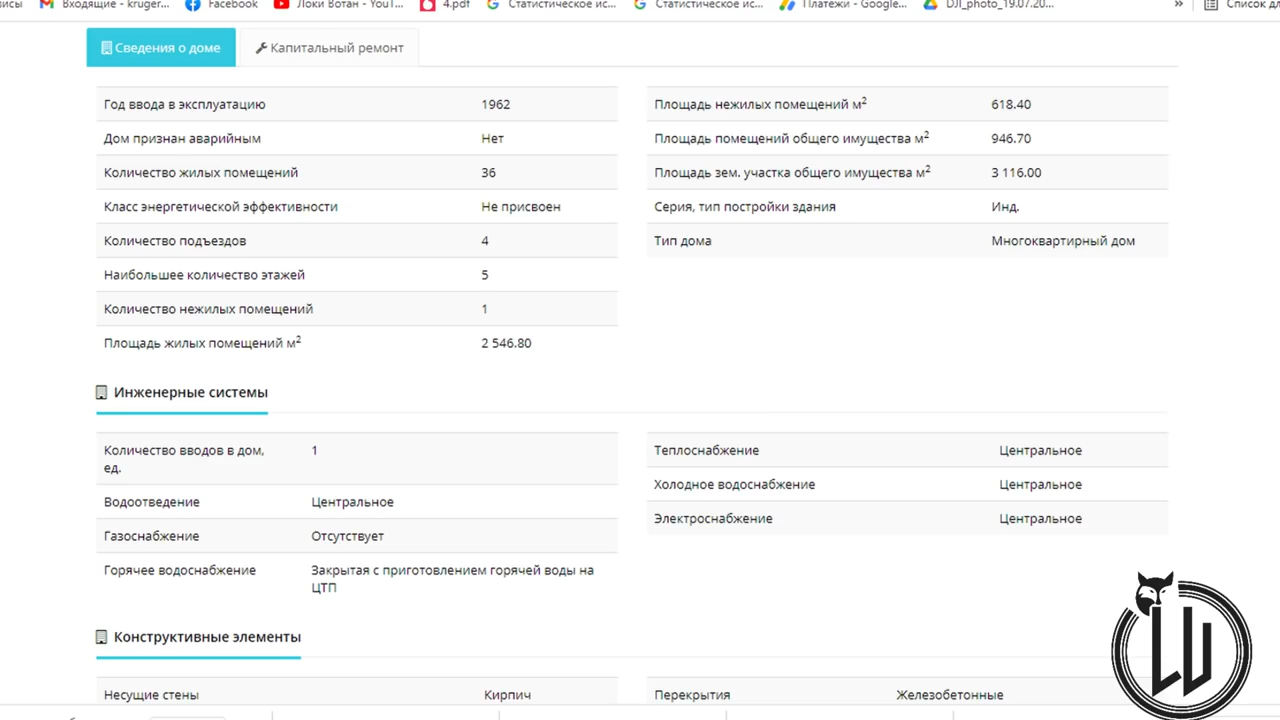 Входящие - kruger...
Facebook
Локи Вотан - YouT...
4.pdf
Статистическое ис...
Статистическое ис...
Платежи - Google...
DJI_photo_19.07.20...
»
Сведения о доме
Капитальный ремонт
Год ввода в эксплуатацию 1962
Дом признан аварийным Нет
Количество жилых помещений 36
Класс энергетической эффективности Не присвоен
Количество подъездов 4
Наибольшее количество этажей 5
Количество нежилых помещений 1
Площадь жилых помещений м² 2 546.80
Площадь нежилых помещений м² 618.40
Площадь помещений общего имущества м² 946.70
Площадь зем. участка общего имущества м² 3 116.00
Серия, тип постройки здания Инд.
Тип дома Многоквартирный дом
Инженерные системы
Количество вводов в дом, 1
ед.
Водоотведение Центральное
Газоснабжение Отсутствует
Горячее водоснабжение Закрытая с приготовлением горячей воды на
ЦТП
Теплоснабжение Центральное
Холодное водоснабжение Центральное
Электроснабжение Центральное
Конструктивные элементы
Несущие стены Кирпич
Перекрытия Железобетонные